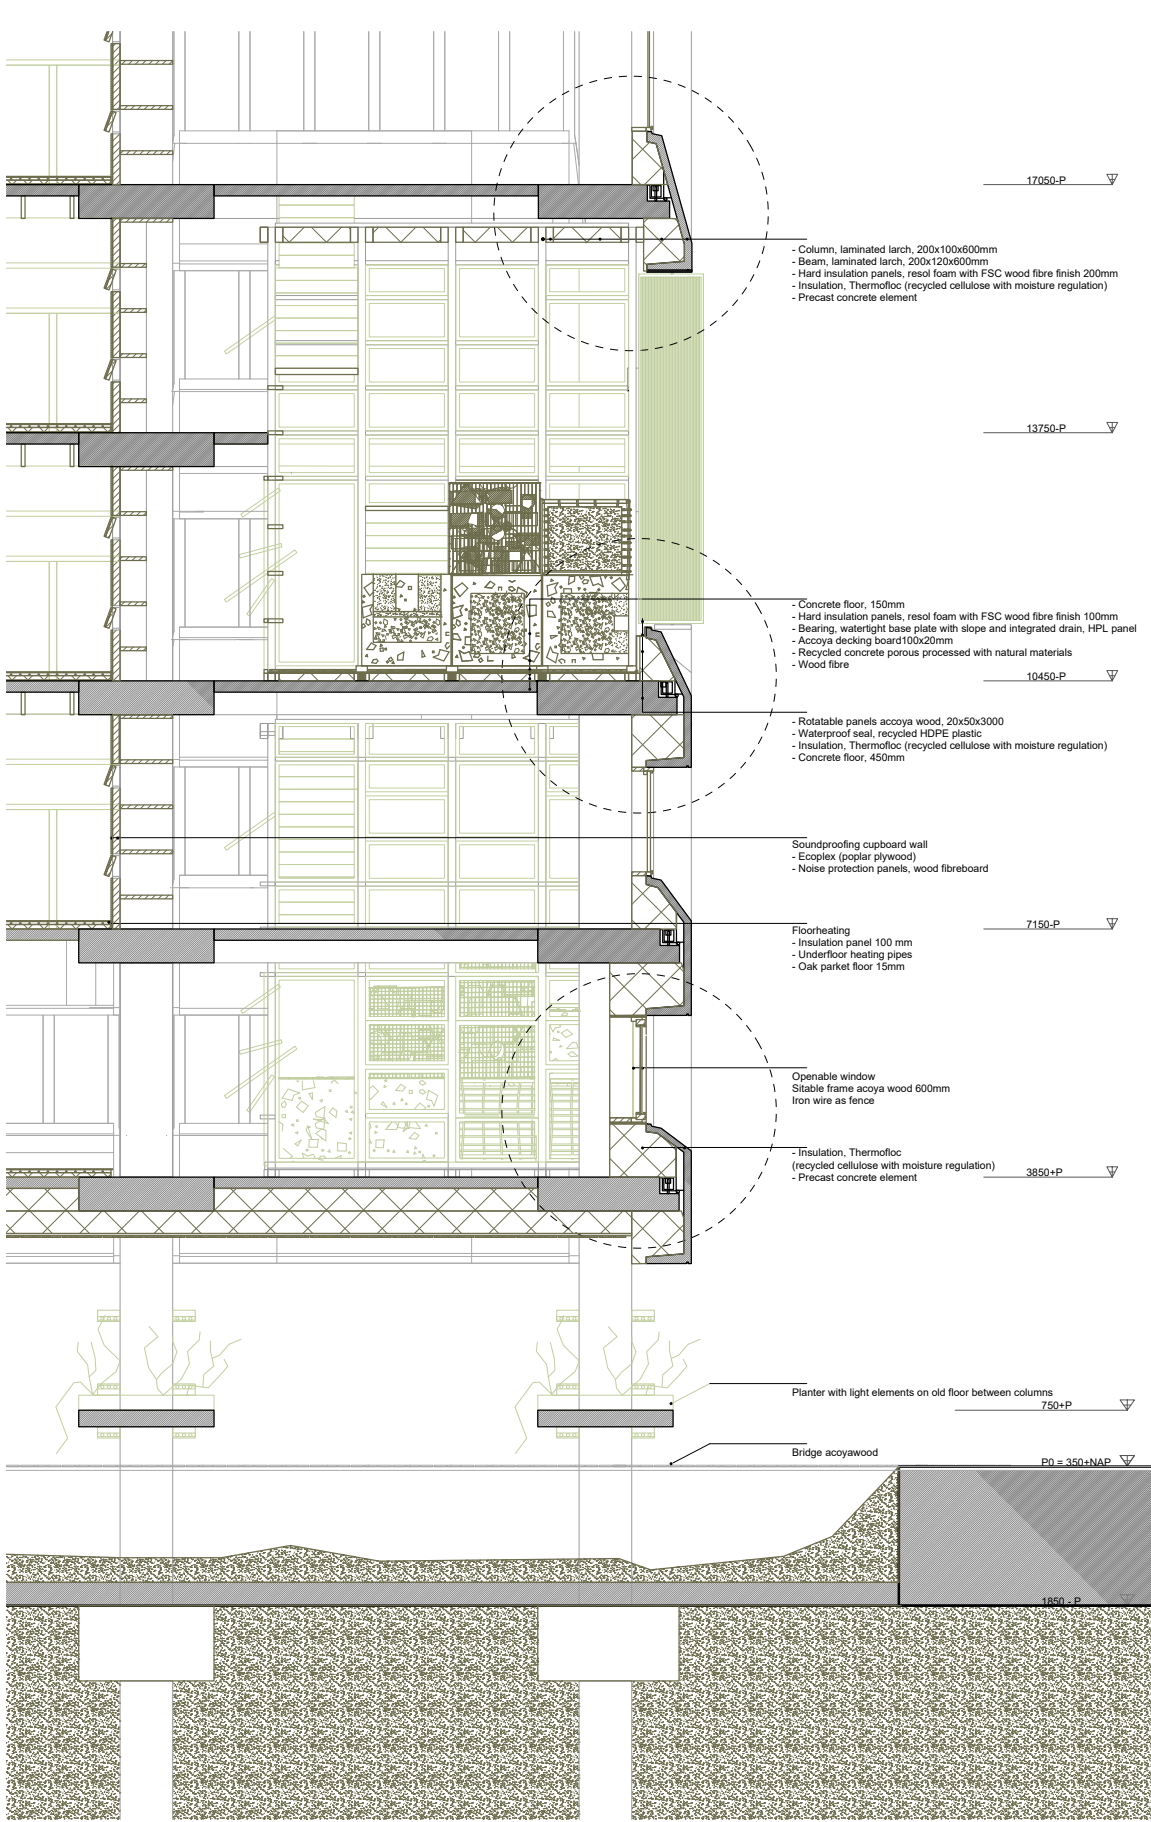 17050-P
- Column, laminated larch, 200x100x600mm
- Beam, laminated larch, 200x120x600mm
- Hard insulation panels, resol foam with FSC wood fibre finish 200mm
- Insulation, Thermofloc (recycled cellulose with moisture regulation)
- Precast concrete element
13750-P
- Concrete floor, 150mm
- Hard insulation panels, resol foam with FSC wood fibre finish 100mm
- Bearing, watertight base plate with slope and integrated drain, HPL panel
- Accoya decking board100x20mm
- Recycled concrete porous processed with natural materials
- Wood fibre
10450-P
- Rotatable panels accoya wood, 20x50x3000
- Waterproof seal, recycled HDPE plastic
- Insulation, Thermofloc (recycled cellulose with moisture regulation)
- Concrete floor, 450mm
Soundproofing cupboard wall
- Ecoplex (poplar plywood)
- Noise protection panels, wood fibreboard
7150-P
Floorheating
- Insulation panel 100 mm
- Underfloor heating pipes
- Oak parket floor 15mm
Openable window
Sitable frame acoya wood 600mm
Iron wire as fence
- Insulation, Thermofloc
(recycled cellulose with moisture regulation)
- Precast concrete element
3850+P
Planter with light elements on old floor between columns
750+P
Bridge acoyawood
P0 = 350+NAP
1850 - P